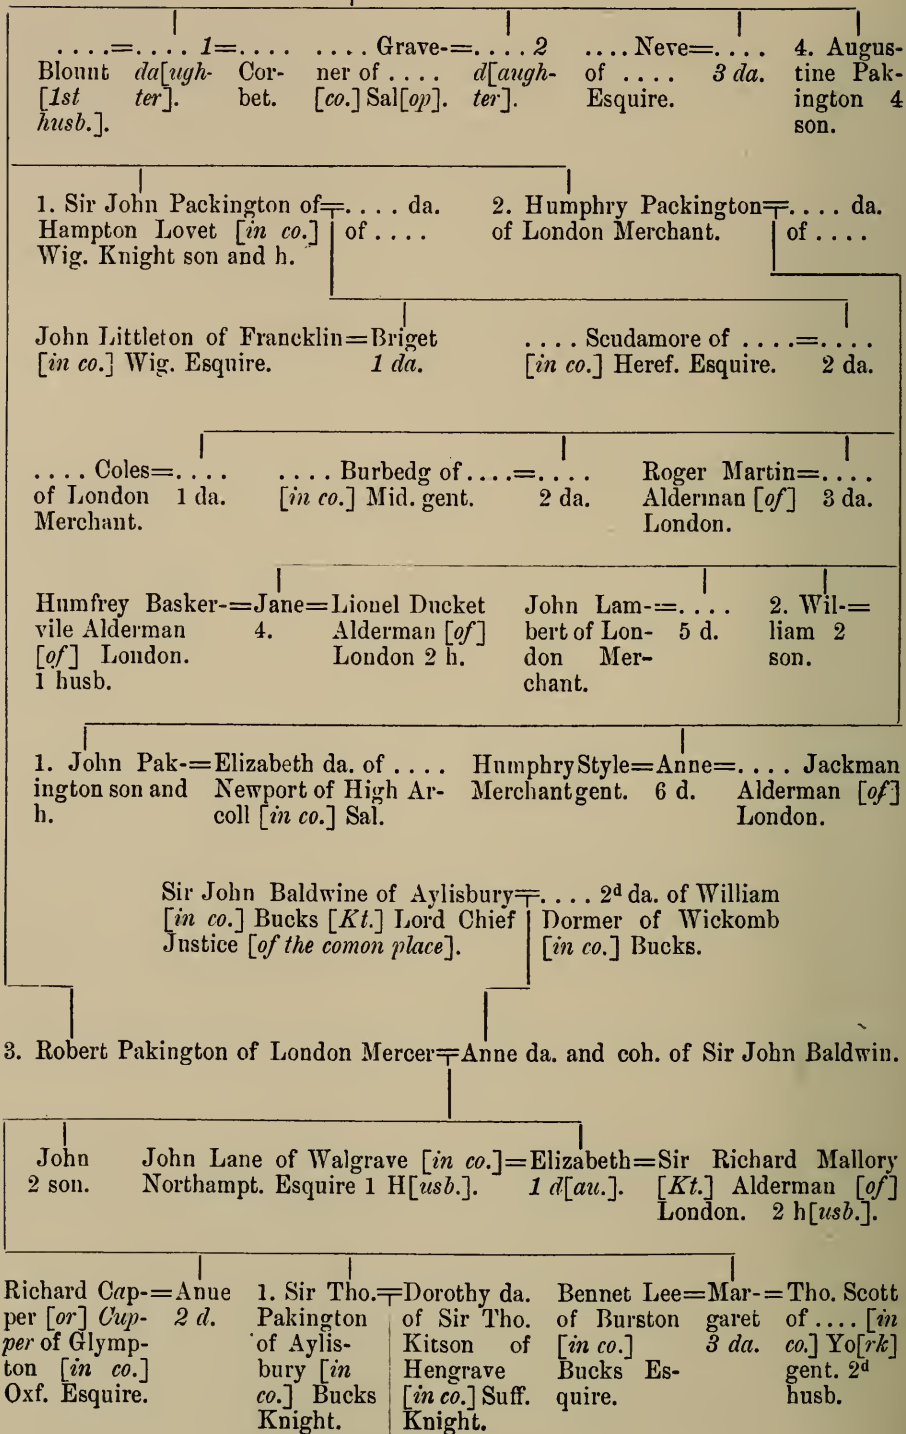 . . . .=. . . . 1=. . . .
Blount da[ugh- Cor-
[1st ter]. bet.
husb.].
. . . . Grave-=. . . . 2
ner of . . . . d[augh-
[co.] Sal[op]. ter].
. . . . Neve=. . . .
of . . . . 3 da.
Esquire.
4. Augus-
tine Pak-
ington 4
son.
1. Sir John Packington of=. . . . da.
Hampton Lovet [in co.] of . . . .
Wig. Knight son and h.
2. Humphry Packington=. . . . da.
of London Merchant. of . . . .
John Littleton of Francklin=Briget
[in co.] Wig. Esquire. 1 da.
. . . . Scudamore of . . . .=. . . .
[in co.] Heref. Esquire. 2 da.
. . . . Coles=. . . .
of London 1 da.
Merchant.
. . . . Burbedg of . . . .=. . . .
[in co.] Mid. gent. 2 da.
Roger Martin=. . . .
Alderman [of] 3 da.
London.
Humfrey Basker-=Jane=Lionel Ducket
vile Alderman 4. Alderman [of]
[of] London. London 2 h.
1 husb.
John Lam-=. . . .
bert of Lon- 5 d.
don Mer-
chant.
2. Wil-=
liam 2
son.
1. John Pak-=Elizabeth da. of . . . .
ington son and Newport of High Ar-
h. coll [in co.] Sal.
Humphry Style=Anne=. . . . Jackman
Merchant gent. 6 d. Alderman [of]
London.
Sir John Baldwine of Aylisbury=. . . . 2d da. of William
[in co.] Bucks [Kt.] Lord Chief Dormer of Wickomb
Justice [of the comon place]. [in co.] Bucks.
3. Robert Pakington of London Mercer=Anne da. and coh. of Sir John Baldwin.
John
2 son.
John Lane of Walgrave [in co.]=Elizabeth=Sir Richard Mallory
Northampt. Esquire 1 H[usb.]. 1 d[au.]. [Kt.] Alderman [of]
London. 2 h[usb.].
Richard Cap-=Anne
per [or] Cup- 2 d.
per of Glymp-
ton [in co.]
Oxf. Esquire.
1. Sir Tho.=Dorothy da.
Pakington of Sir Tho.
of Aylis- Kitson of
bury [in Hengrave
co.] Bucks [in co.] Suff.
Knight. Knight.
Bennet Lee=Mar-=Tho. Scott
of Burston garet of . . . . [in
[in co.] 3 da. co.] Yo[rk]
Bucks Es- gent. 2d
quire. husb.